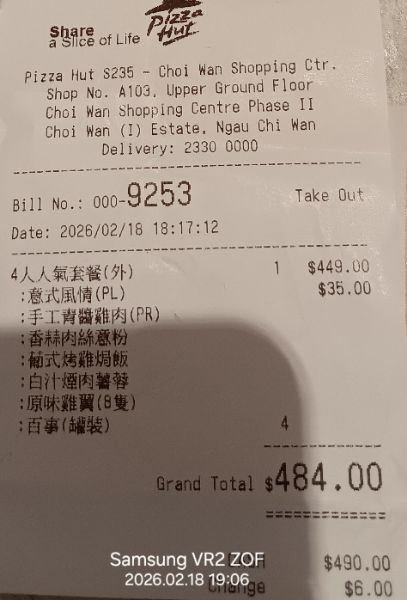 Share
a Slice of Life
Pizza Hut
Pizza Hut S235 - Choi Wan Shopping Ctr.
Shop No. A103, Upper Ground Floor
Choi Wan Shopping Centre Phase II
Choi Wan (I) Estate, Ngau Chi Wan
Delivery: 2330 0000
Bill No.: 000-9253 Take Out
Date: 2026/02/18 18:17:12
4人人氣套餐(外) 1 $449.00
:意式風情(PL) $35.00
:手工青醬雞肉(PR)
:香蒜肉絲意粉
:葡式烤雞焗飯
:白汁煙肉薯蓉
:原味雞翼(8隻)
:百事(罐裝) 4
Grand Total $484.00
$490.00
Change $6.00
Samsung VR2 ZOF
2026.02.18 19:06